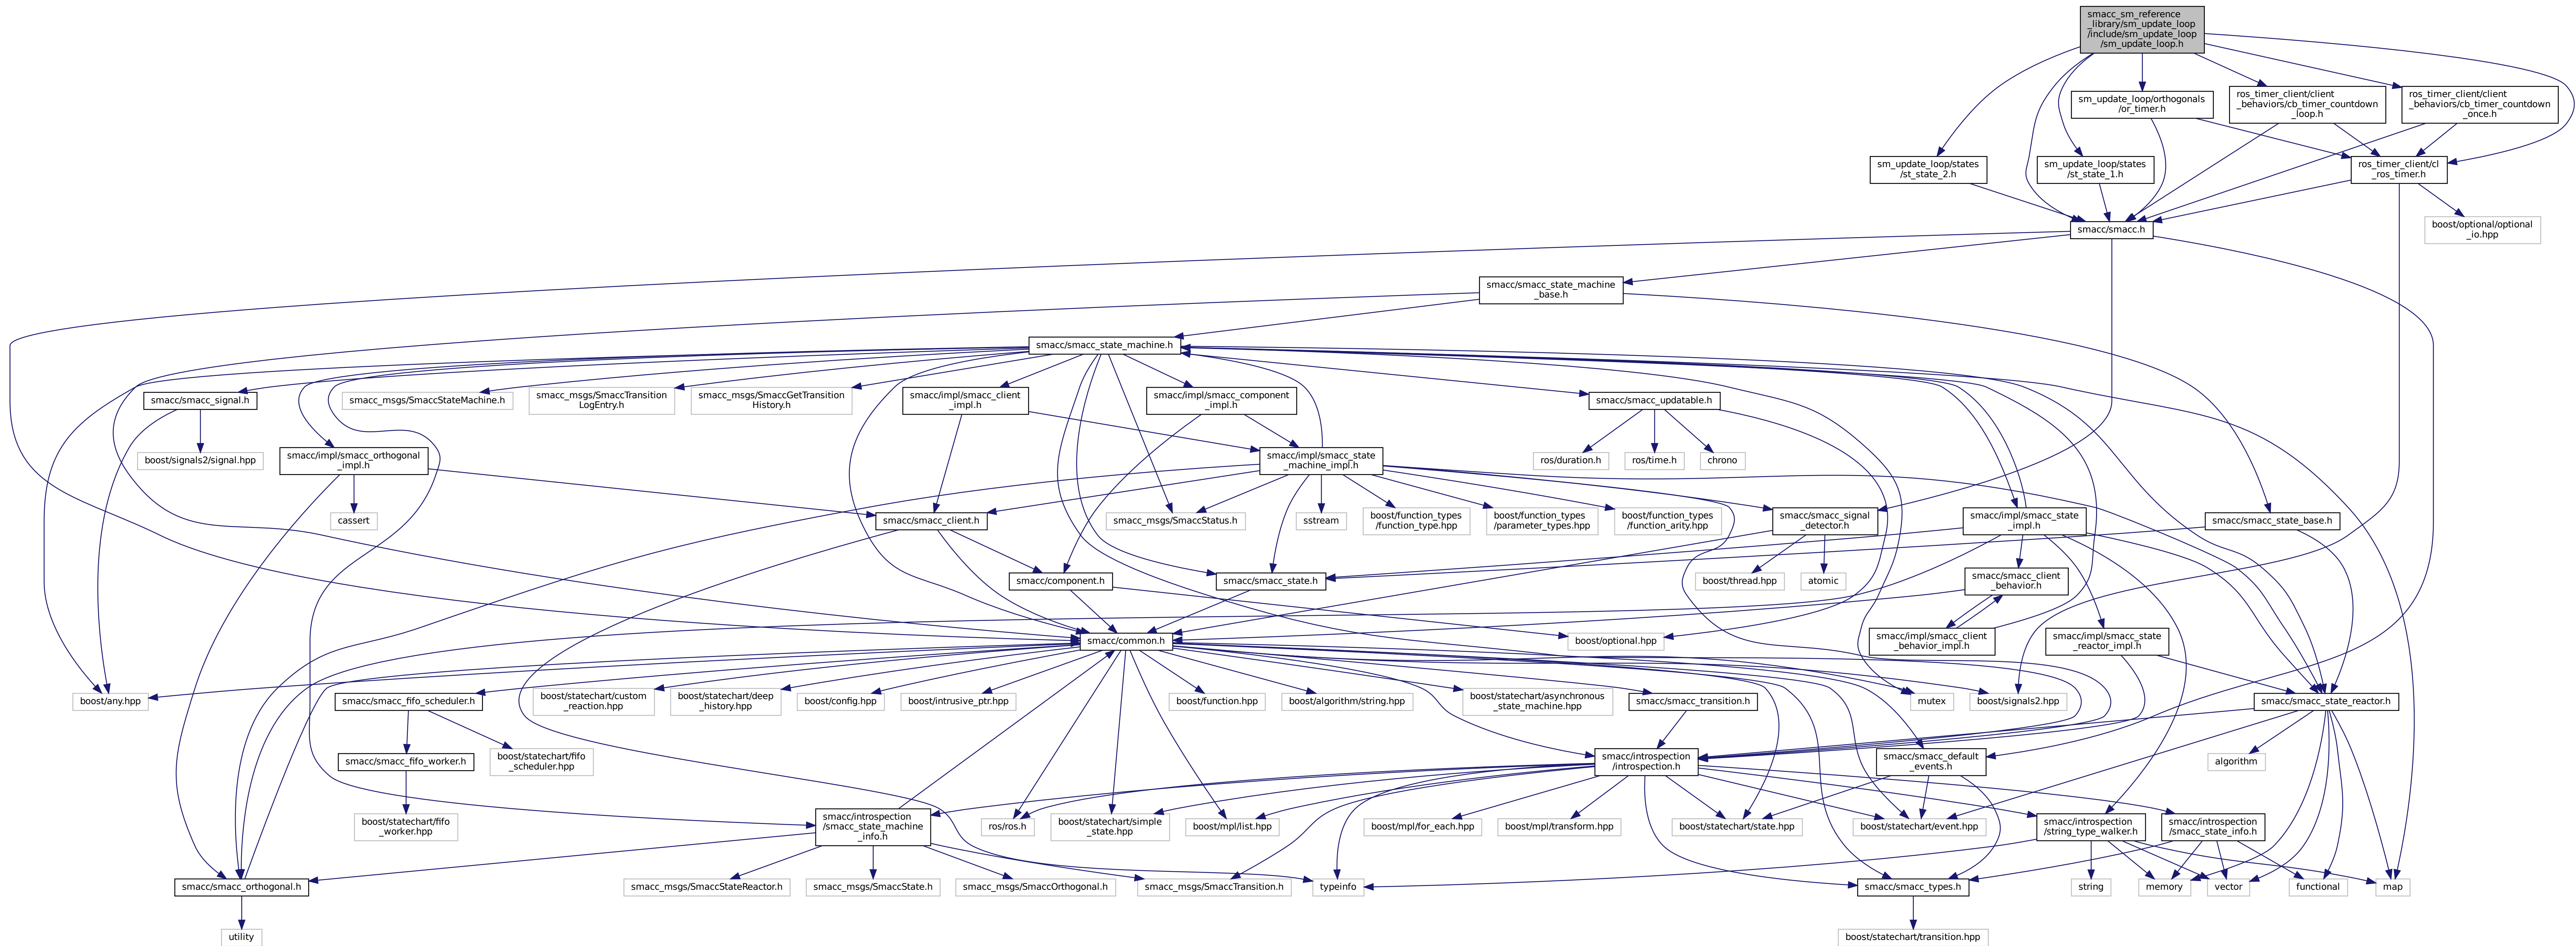 smacc_sm_reference
_library/sm_update_loop
/include/sm_update_loop
/sm_update_loop.h
sm_update_loop/orthogonals
/or_timer.h
ros_timer_client/client
_behaviors/cb_timer_countdown
_loop.h
ros_timer_client/client
_behaviors/cb_timer_countdown
_once.h
sm_update_loop/states
/st_state_2.h
sm_update_loop/states
/st_state_1.h
ros_timer_client/cl
_ros_timer.h
smacc/smacc.h
boost/optional/optional
_io.hpp
smacc/smacc_state_machine
_base.h
smacc/smacc_state_machine.h
smacc/smacc_signal.h
smacc_msgs/SmaccStateMachine.h
smacc_msgs/SmaccTransition
LogEntry.h
smacc_msgs/SmaccGetTransition
History.h
smacc/impl/smacc_client
_impl.h
smacc/impl/smacc_component
_impl.h
smacc/smacc_updatable.h
boost/signals2/signal.hpp
smacc/impl/smacc_orthogonal
_impl.h
smacc/impl/smacc_state
_machine_impl.h
ros/duration.h
ros/time.h
chrono
cassert
smacc/smacc_client.h
smacc_msgs/SmaccStatus.h
sstream
boost/function_types
/function_type.hpp
boost/function_types
/parameter_types.hpp
boost/function_types
/function_arity.hpp
smacc/smacc_signal
_detector.h
smacc/impl/smacc_state
_impl.h
smacc/smacc_state_base.h
smacc/component.h
smacc/smacc_state.h
boost/thread.hpp
atomic
smacc/smacc_client
_behavior.h
smacc/common.h
boost/optional.hpp
smacc/impl/smacc_client
_behavior_impl.h
smacc/impl/smacc_state
_reactor_impl.h
boost/any.hpp
smacc/smacc_fifo_scheduler.h
boost/statechart/custom
_reaction.hpp
boost/statechart/deep
_history.hpp
boost/config.hpp
boost/intrusive_ptr.hpp
boost/function.hpp
boost/algorithm/string.hpp
boost/statechart/asynchronous
_state_machine.hpp
smacc/smacc_transition.h
mutex
boost/signals2.hpp
smacc/smacc_state_reactor.h
smacc/smacc_fifo_worker.h
boost/statechart/fifo
_scheduler.hpp
smacc/introspection
/introspection.h
smacc/smacc_default
_events.h
algorithm
boost/statechart/fifo
_worker.hpp
smacc/introspection
/smacc_state_machine
_info.h
ros/ros.h
boost/statechart/simple
_state.hpp
boost/mpl/list.hpp
boost/mpl/for_each.hpp
boost/mpl/transform.hpp
boost/statechart/state.hpp
boost/statechart/event.hpp
smacc/introspection
/string_type_walker.h
smacc/introspection
/smacc_state_info.h
smacc/smacc_orthogonal.h
smacc_msgs/SmaccStateReactor.h
smacc_msgs/SmaccState.h
smacc_msgs/SmaccOrthogonal.h
smacc_msgs/SmaccTransition.h
typeinfo
smacc/smacc_types.h
string
memory
vector
functional
map
utility
boost/statechart/transition.hpp